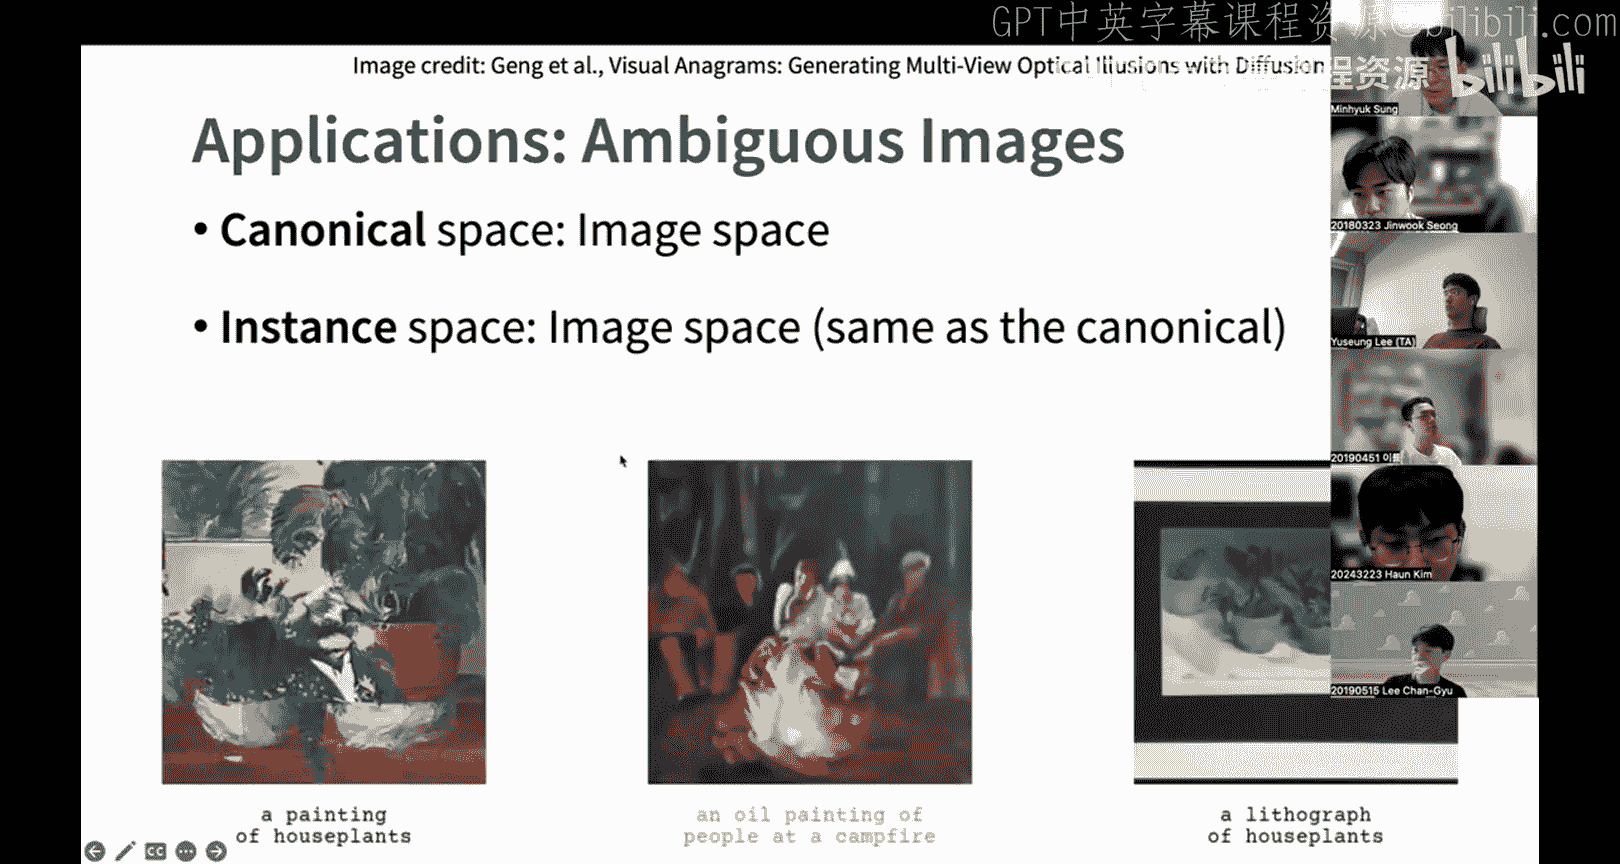 GPT中英字幕课程资源@bilibili.com
Image credit: Geng et al., Visual Anagrams: Generating Multi-View Optical Illusions with Diffusion
程资源 bilibili
Applications: Ambiguous Images
• Canonical space: Image space
• Instance space: Image space (same as the canonical)
Minhyuk Sung
20180323 Jinwook Seong
Yuseung Lee (TA)
20190451 이
20243223 Haun Kim
20190515 Lee Chan-Gyu
a painting
of houseplants
an oil painting of
people at a campfire
a lithograph
of houseplants
CC